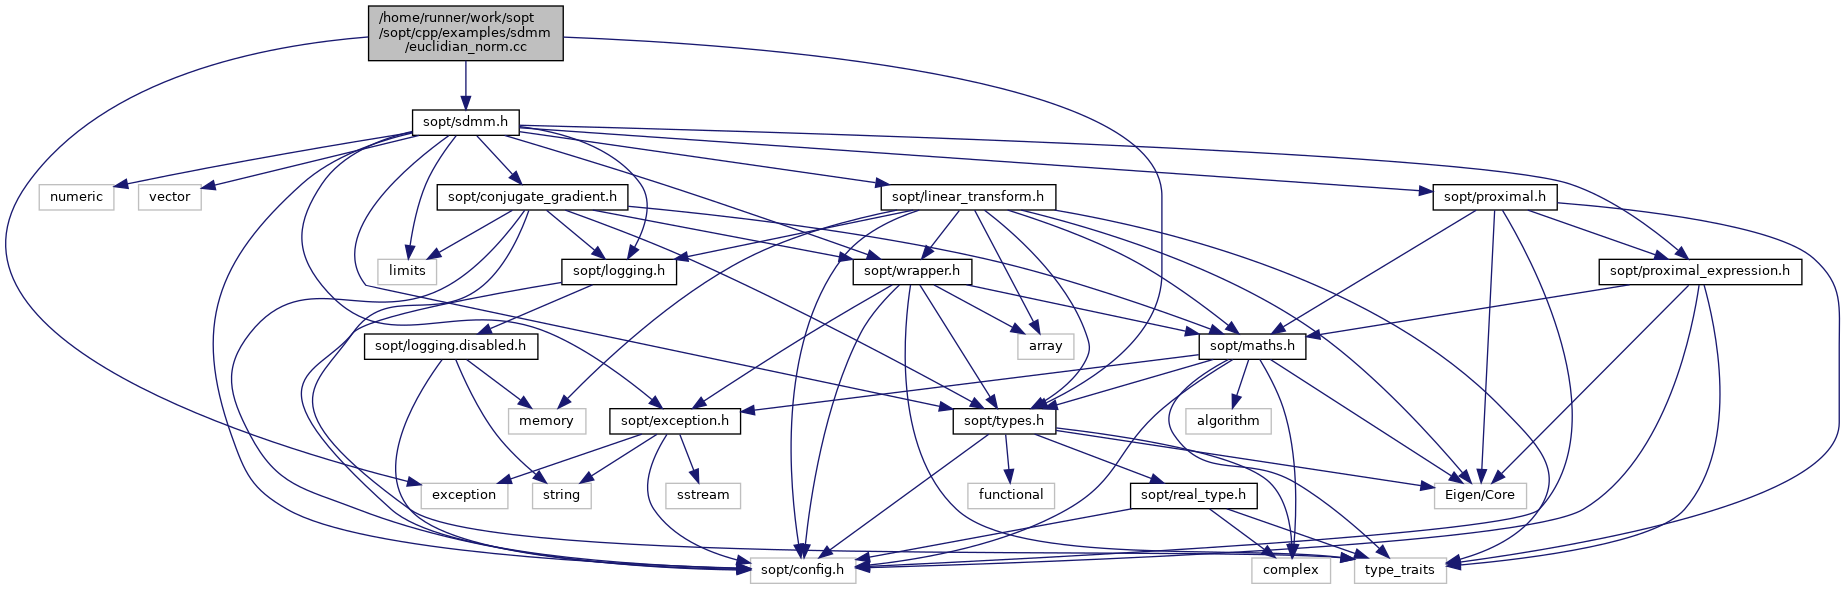 /home/runner/work/sopt
/sopt/cpp/examples/sdmm
/euclidian_norm.cc
sopt/sdmm.h
numeric
vector
sopt/conjugate_gradient.h
sopt/linear_transform.h
sopt/proximal.h
limits
sopt/logging.h
sopt/wrapper.h
sopt/proximal_expression.h
sopt/logging.disabled.h
array
sopt/maths.h
memory
sopt/exception.h
sopt/types.h
algorithm
exception
string
sstream
functional
sopt/real_type.h
Eigen/Core
sopt/config.h
complex
type_traits